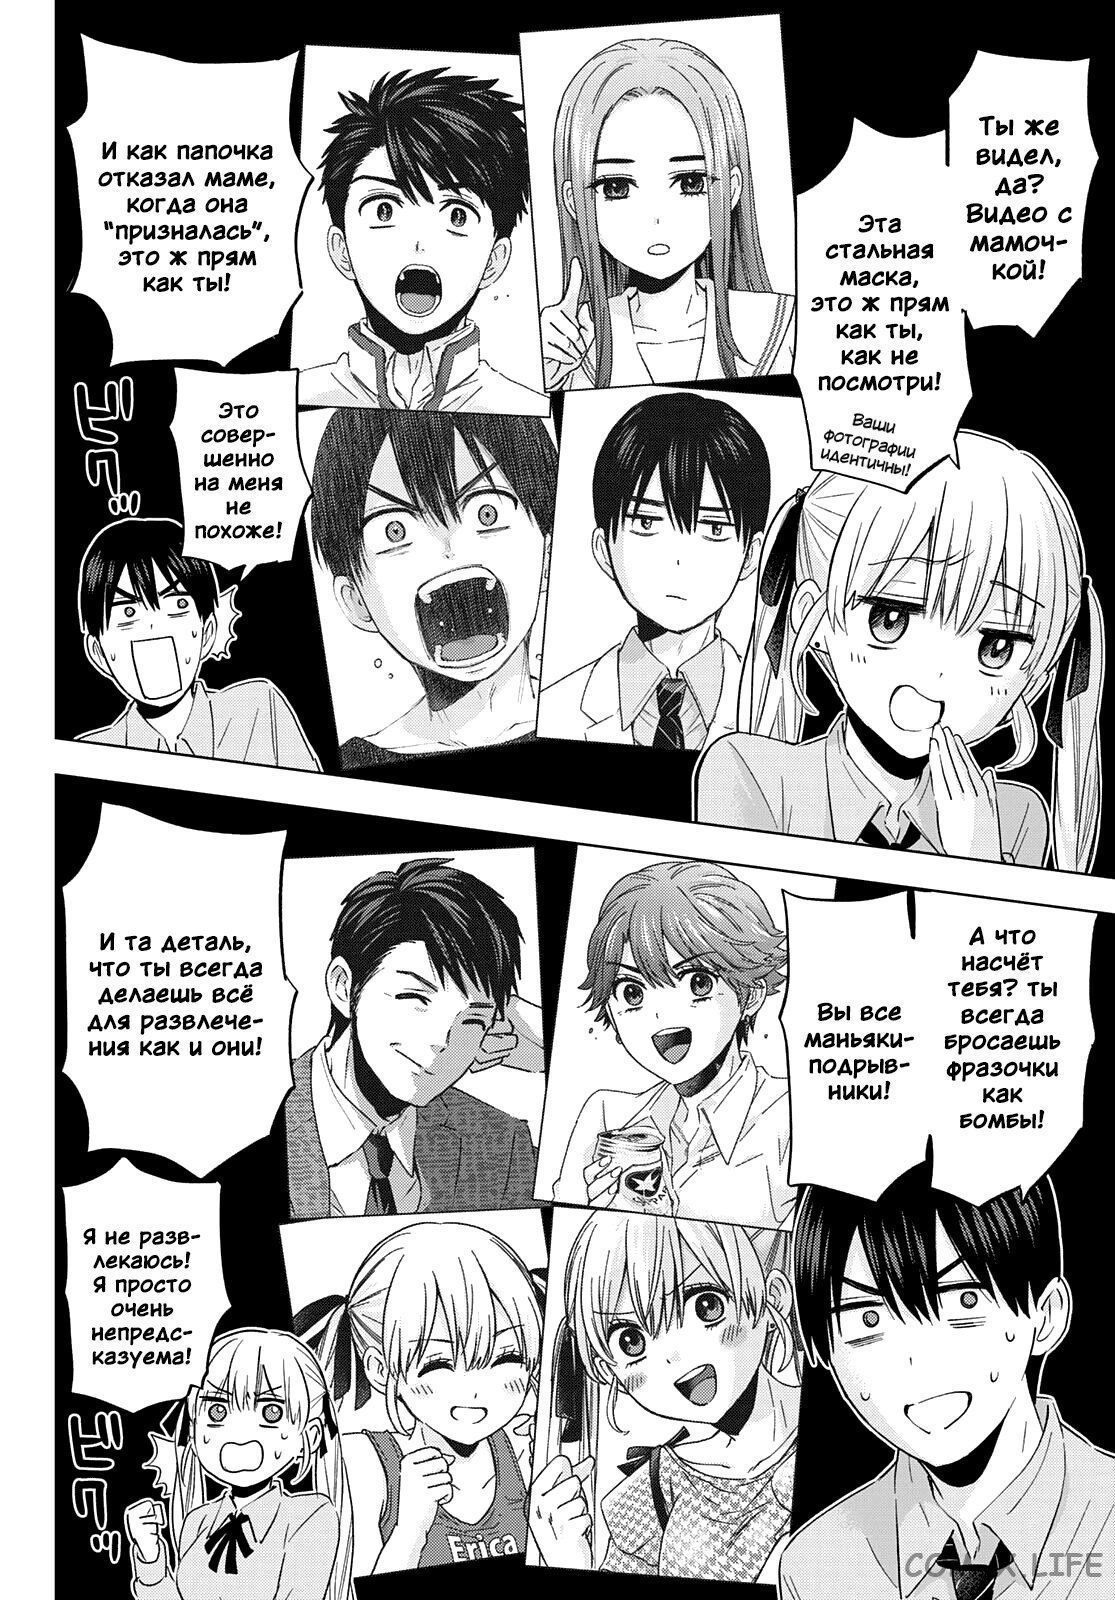 Ты же
видел,
да?
Видео с
мамоч-
кой!
Эта
стальная
маска,
это ж прям
как ты,
как не
посмотри!
Ваши
фотографии
идентичны!
И как папочка
отказал маме,
когда она
"призналась",
это ж прям
как ты!
Это
совер-
шенно
на меня
не
похоже!
А что
насчёт
тебя? ты
всегда
бросаешь
фразочки
как
бомбы!
Вы все
маньяки-
подрыв-
ники!
И та деталь,
что ты всегда
делаешь всё
для развлече-
ния как и они!
Я не разв-
лекаюсь!
Я просто
очень
непредс-
казуема!
Erica
COMX LIFE